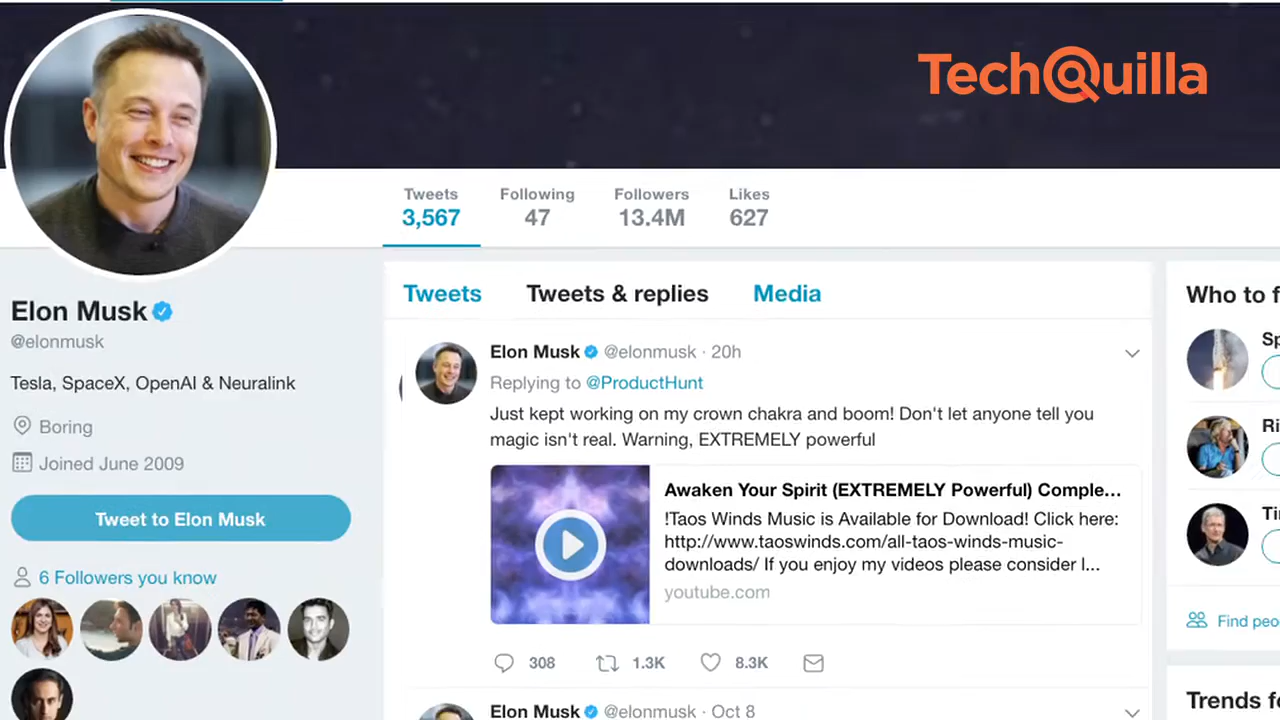 TechQuilla
Tweets Following Followers Likes
3,567 47 13.4M 627
Elon Musk
@elonmusk
Tesla, SpaceX, OpenAI & Neuralink
Boring
Joined June 2009
Tweet to Elon Musk
6 Followers you know
Tweets Tweets & replies Media
Elon Musk @elonmusk · 20h
Replying to @ProductHunt
Just kept working on my crown chakra and boom! Don't let anyone tell you
magic isn't real. Warning, EXTREMELY powerful
Awaken Your Spirit (EXTREMELY Powerful) Comple...
!Taos Winds Music is Available for Download! Click here:
http://www.taoswinds.com/all-taos-winds-music-
downloads/ If you enjoy my videos please consider l...
youtube.com
308 1.3K 8.3K
Elon Musk @elonmusk · Oct 8
Who to f
Sp
Ri
Ti
Find peo
Trends f